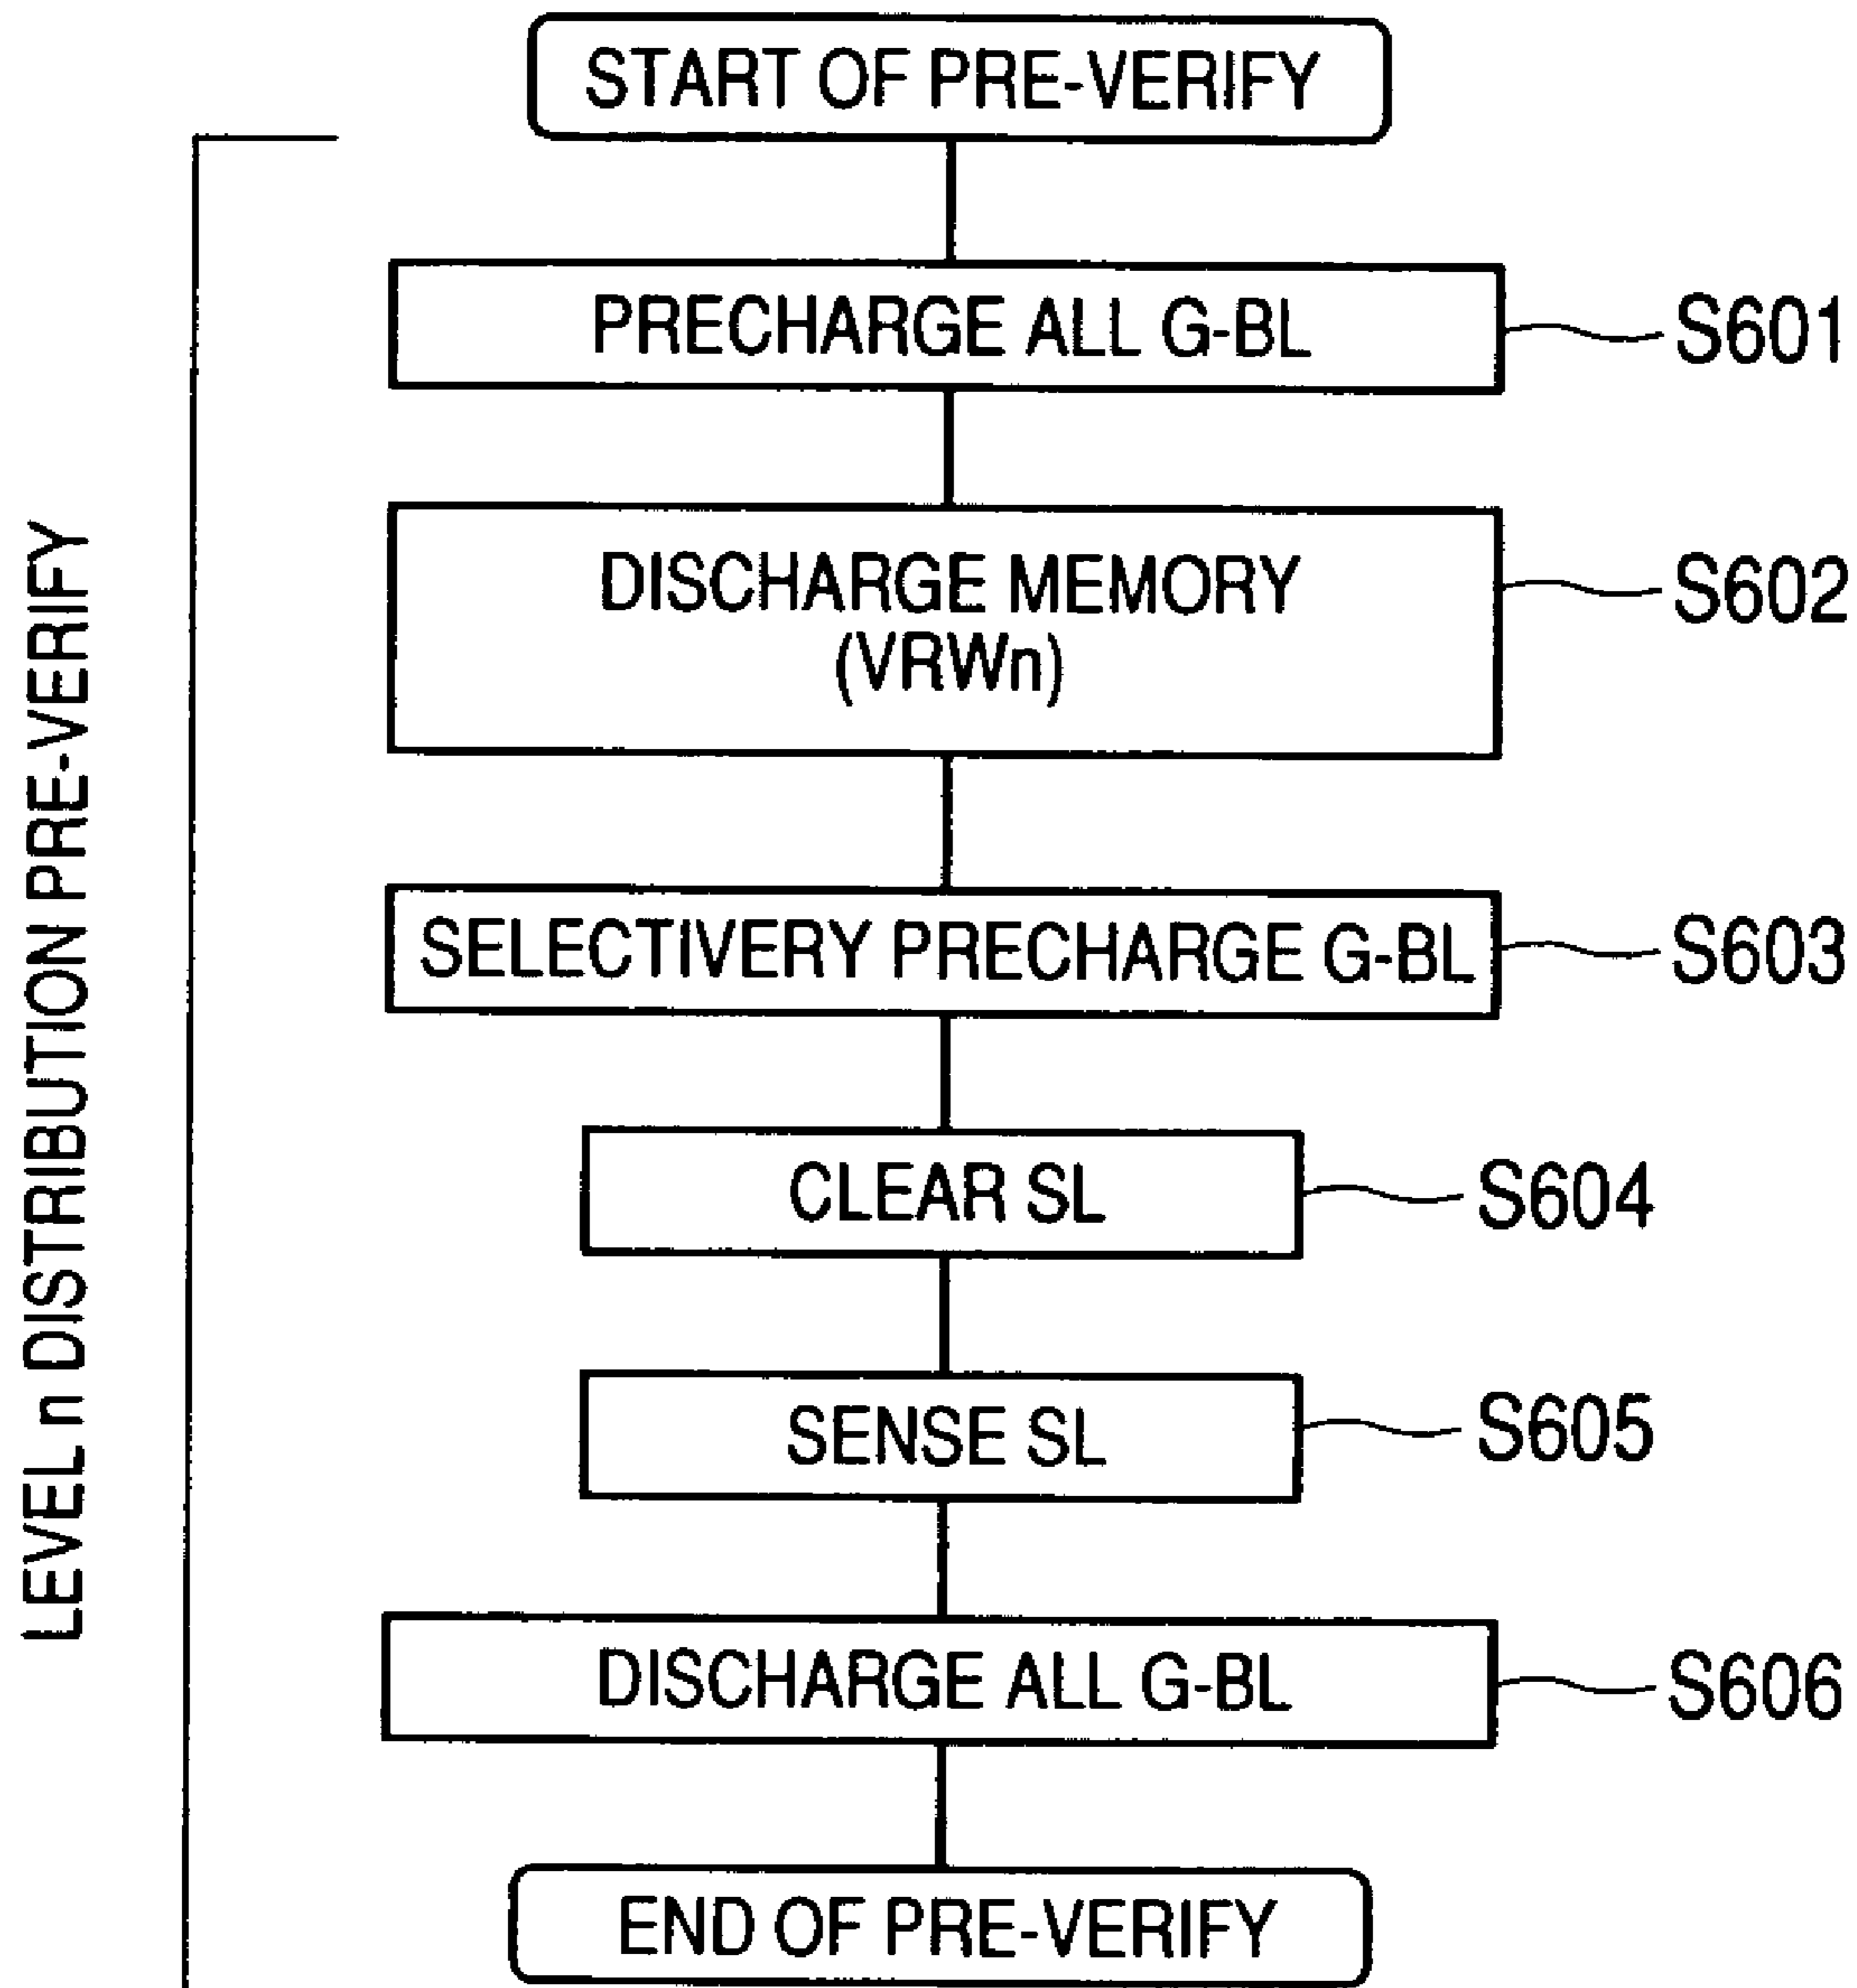 START OF PRE-VERIFY
LEVEL n DISTRIBUTION PRE-VERIFY
PRECHARGE ALL G-BL
S601
DISCHARGE MEMORY
(VRWn)
S602
SELECTIVERY PRECHARGE G-BL
S603
CLEAR SL
S604
SENSE SL
S605
DISCHARGE ALL G-BL
S606
END OF PRE-VERIFY